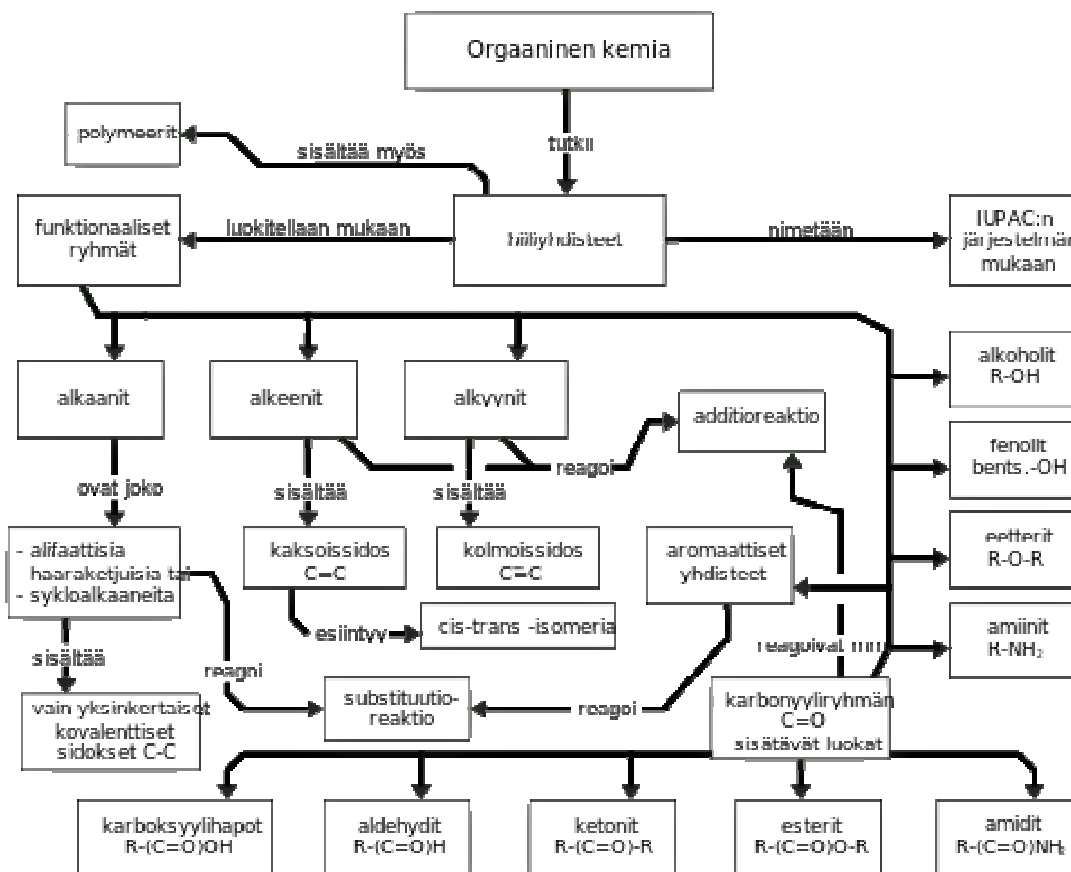 Orgaaninen kemia
polymeerit
tutkii
sisältää myös
funktionaaliset
ryhmät
luokitellaan mukaan
hiiliyhdisteet
nimetään
IUPAC:n
järjestelmän
mukaan
alkaanit
alkeenit
alkyynit
additioreaktio
alkoholit
R-OH
reagoi
fenolit
bents.-OH
ovat joko
sisältää
sisältää
- alifaattisia
haaraketjuisia tai
- sykloalkaaneita
kaksoissidos
C=C
kolmoissidos
C≡C
aromaattiset
yhdisteet
eetterit
R-O-R
esiintyy
cis-trans -isomeria
amiinit
R-NH₂
sisältää
reagoi
reagoivat mm
vain yksinkertaiset
kovalenttiset
sidokset C-C
substituutio-
reaktio
reagoi
karbonyyliryhmän
C=O
sisätävät luokat
karboksyylihapot
R-(C=O)OH
aldehydit
R-(C=O)H
ketonit
R-(C=O)-R
esterit
R-(C=O)O-R
amidit
R-(C=O)NH₂